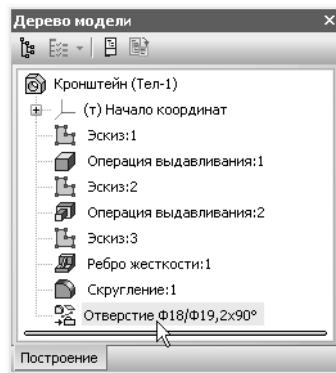 Дерево модели
Кронштейн (Тел-1)
(т) Начало координат
Эскиз:1
Операция выдавливания:1
Эскиз:2
Операция выдавливания:2
Эскиз:3
Ребро жесткости:1
Скругление:1
Отверстие Ф18/Ф19,2х90°
Построение